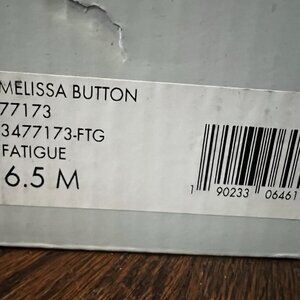 MELISSA BUTTON
77173
3477173-FTG
FATIGUE
6.5 M
1 90233 06461